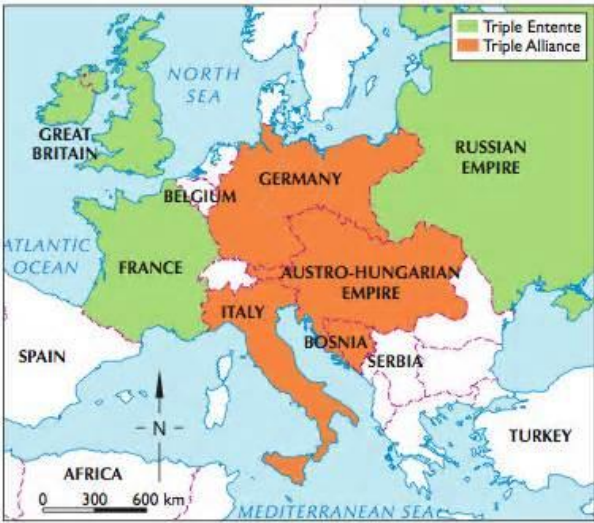 Triple Entente
Triple Alliance
NORTH
SEA
GREAT
BRITAIN
RUSSIAN
EMPIRE
GERMANY
BELGIUM
ATLANTIC
OCEAN
FRANCE
AUSTRO-HUNGARIAN
EMPIRE
ITALY
BOSNIA
SERBIA
SPAIN
N
TURKEY
AFRICA
0 300 600 km
MEDITERRANEAN SEA